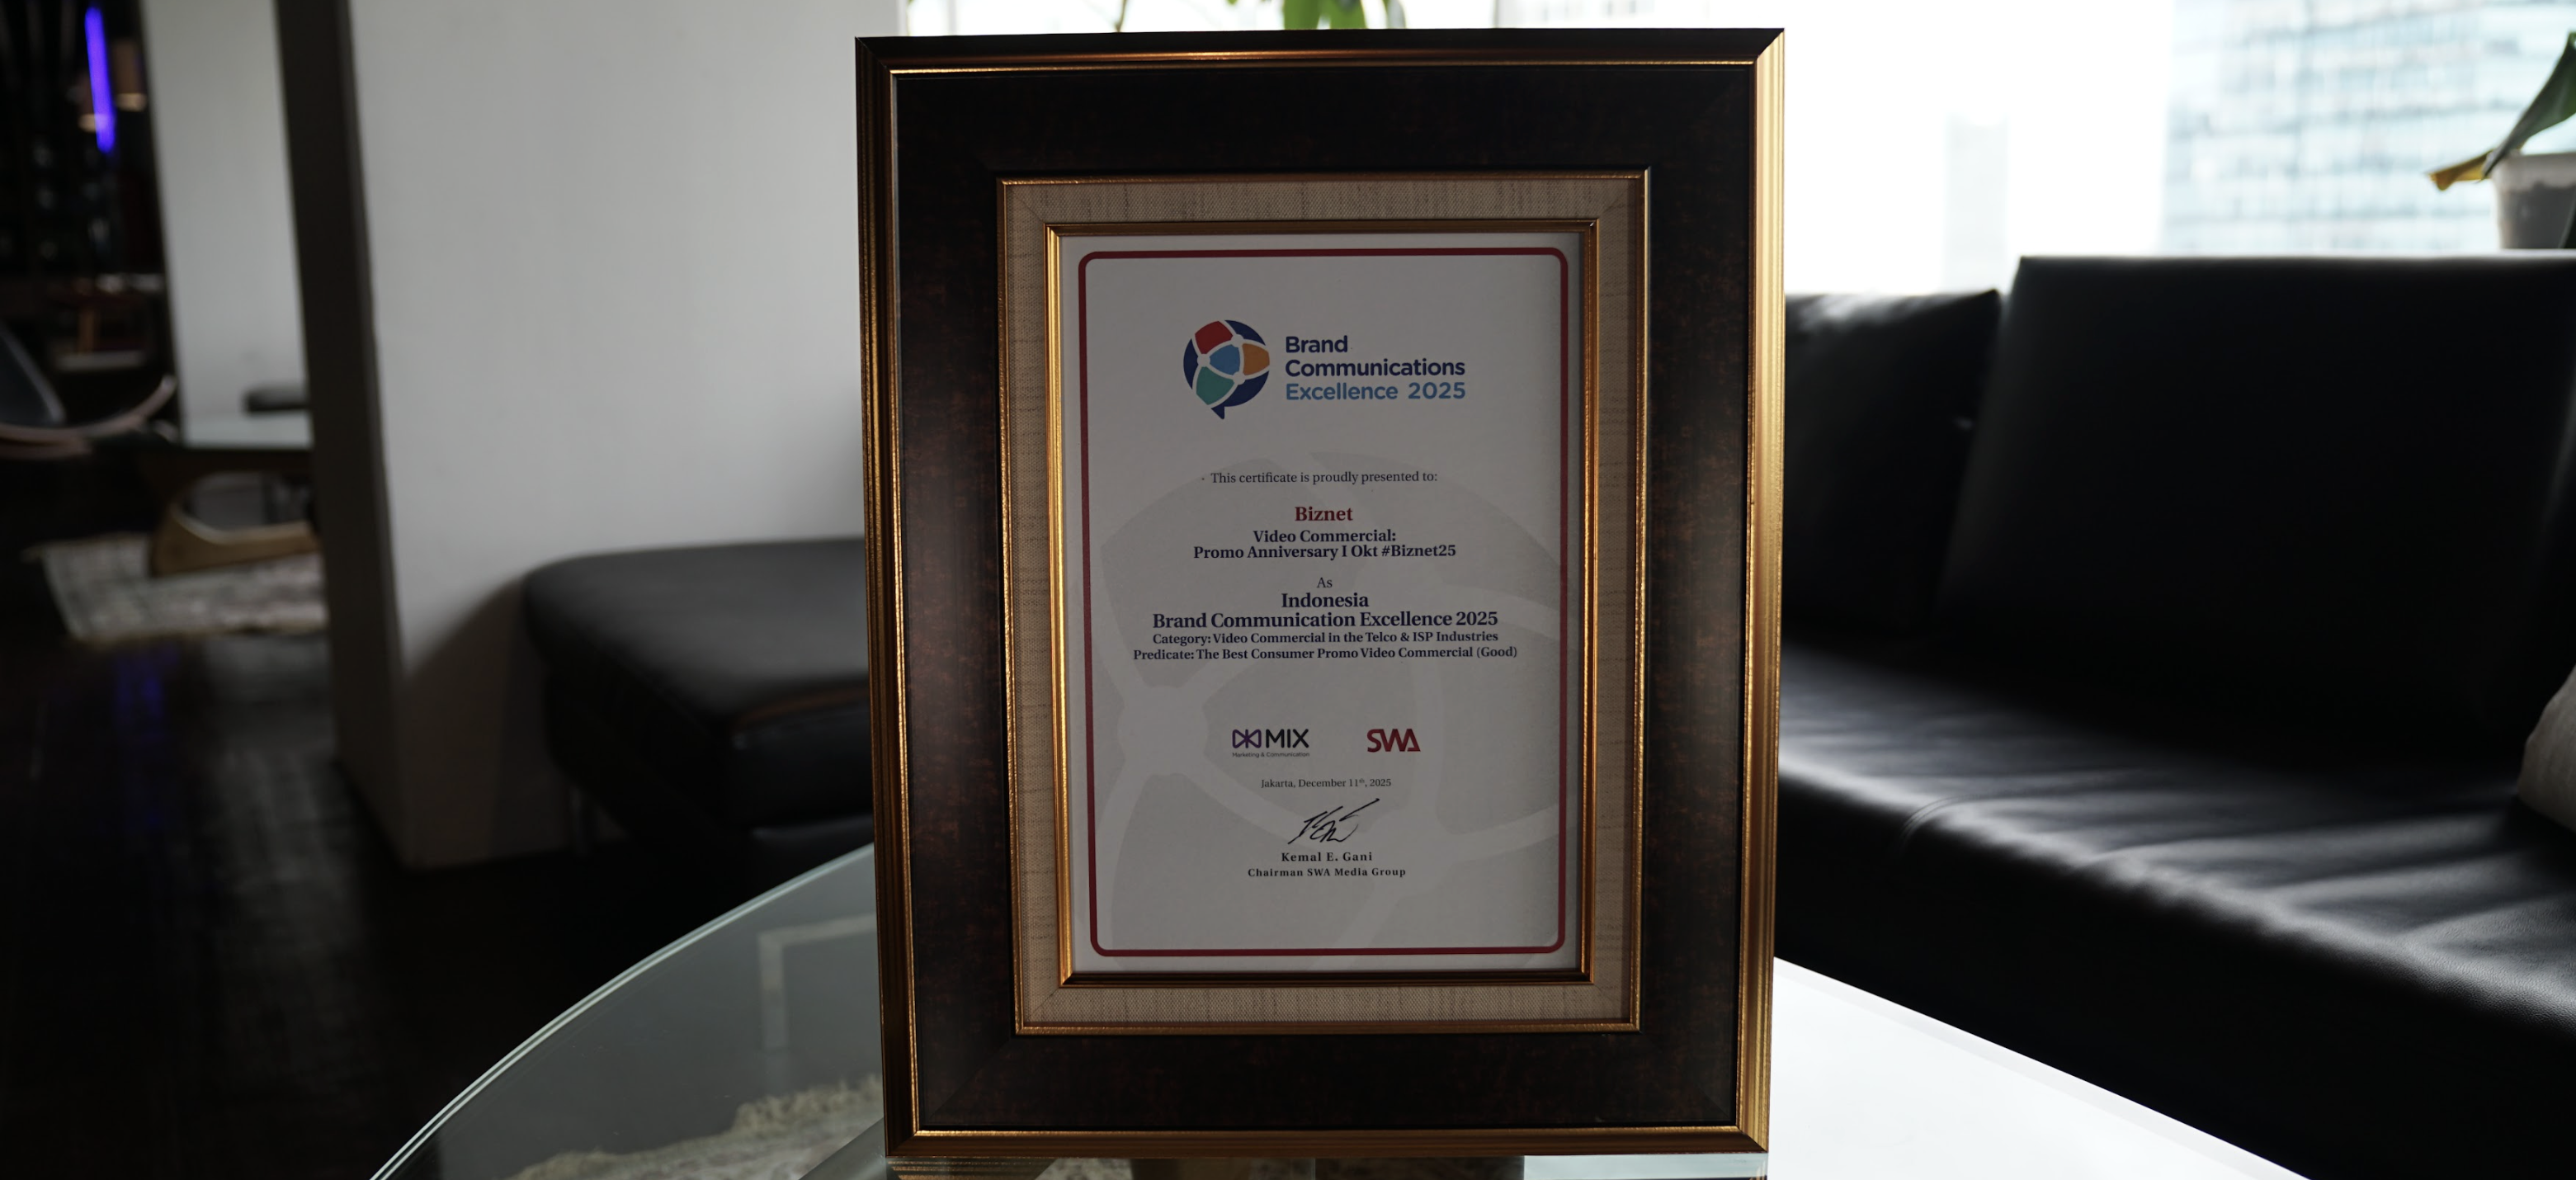 Brand
Communications
Excellence 2025
This certificate is proudly presented to:
Biznet
Video Commercial:
Promo Anniversary I Okt #Biznet25
As
Indonesia
Brand Communication Excellence 2025
Category: Video Commercial in the Telco & ISP Industries
Predicate: The Best Consumer Promo Video Commercial (Good)
MIX SWA
Marketing & Communication
Jakarta, December 11th, 2025
Kemal E. Gani
Chairman SWA Media Group